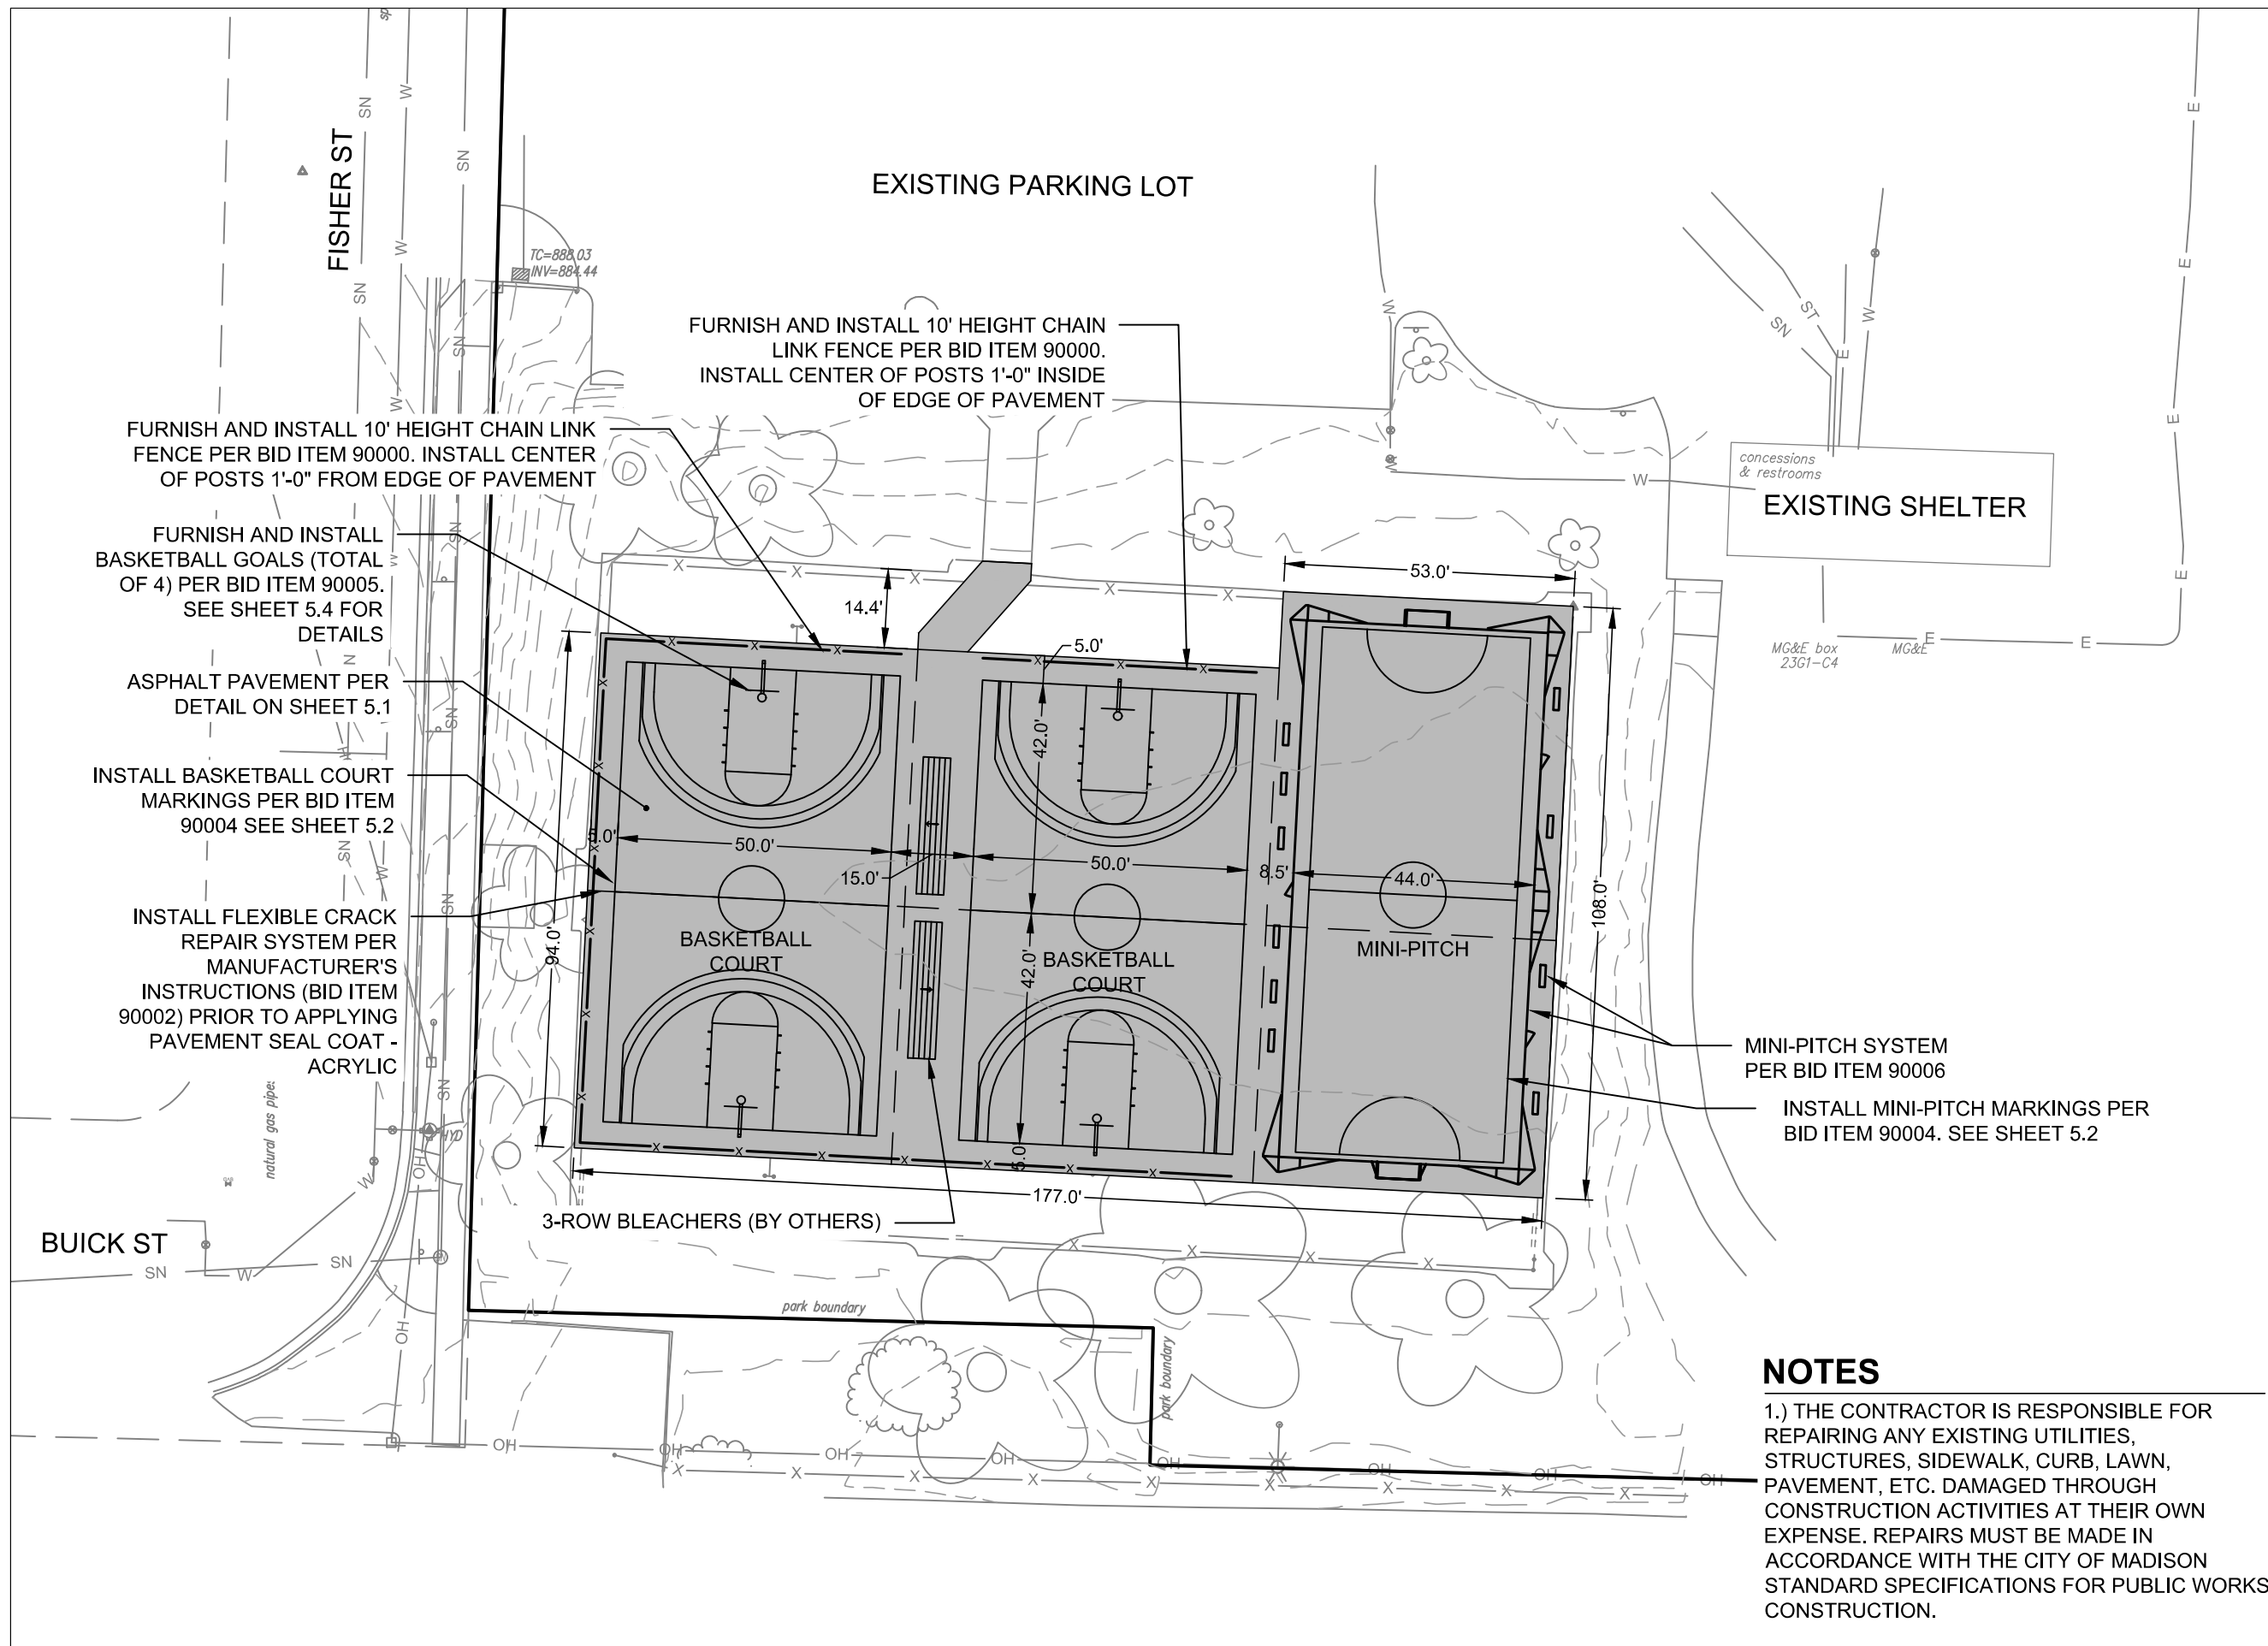 FISHER ST
EXISTING PARKING LOT
TC=888.03
INV=884.44
FURNISH AND INSTALL 10' HEIGHT CHAIN
LINK FENCE PER BID ITEM 90000.
INSTALL CENTER OF POSTS 1'-0" INSIDE
OF EDGE OF PAVEMENT
FURNISH AND INSTALL 10' HEIGHT CHAIN LINK
FENCE PER BID ITEM 90000. INSTALL CENTER
OF POSTS 1'-0" FROM EDGE OF PAVEMENT
concessions
& restrooms
EXISTING SHELTER
FURNISH AND INSTALL
BASKETBALL GOALS (TOTAL
OF 4) PER BID ITEM 90005.
SEE SHEET 5.4 FOR
DETAILS
MG&E box
23G1-C4
MG&E
ASPHALT PAVEMENT PER
DETAIL ON SHEET 5.1
INSTALL BASKETBALL COURT
MARKINGS PER BID ITEM
90004 SEE SHEET 5.2
INSTALL FLEXIBLE CRACK
REPAIR SYSTEM PER
MANUFACTURER'S
INSTRUCTIONS (BID ITEM
90002) PRIOR TO APPLYING
PAVEMENT SEAL COAT -
ACRYLIC
53.0'
14.4'
5.0'
42.0'
5.0'
50.0'
15.0'
50.0'
8.5'
44.0'
94.0'
108.0'
42.0'
5.0'
177.0'
BASKETBALL
COURT
BASKETBALL
COURT
MINI-PITCH
MINI-PITCH SYSTEM
PER BID ITEM 90006
INSTALL MINI-PITCH MARKINGS PER
BID ITEM 90004. SEE SHEET 5.2
3-ROW BLEACHERS (BY OTHERS)
natural gas pipe
HYD
BUICK ST
park boundary
park boundary
SN
W
E
ST
OH
X
NOTES
1.) THE CONTRACTOR IS RESPONSIBLE FOR
REPAIRING ANY EXISTING UTILITIES,
STRUCTURES, SIDEWALK, CURB, LAWN,
PAVEMENT, ETC. DAMAGED THROUGH
CONSTRUCTION ACTIVITIES AT THEIR OWN
EXPENSE. REPAIRS MUST BE MADE IN
ACCORDANCE WITH THE CITY OF MADISON
STANDARD SPECIFICATIONS FOR PUBLIC WORKS
CONSTRUCTION.